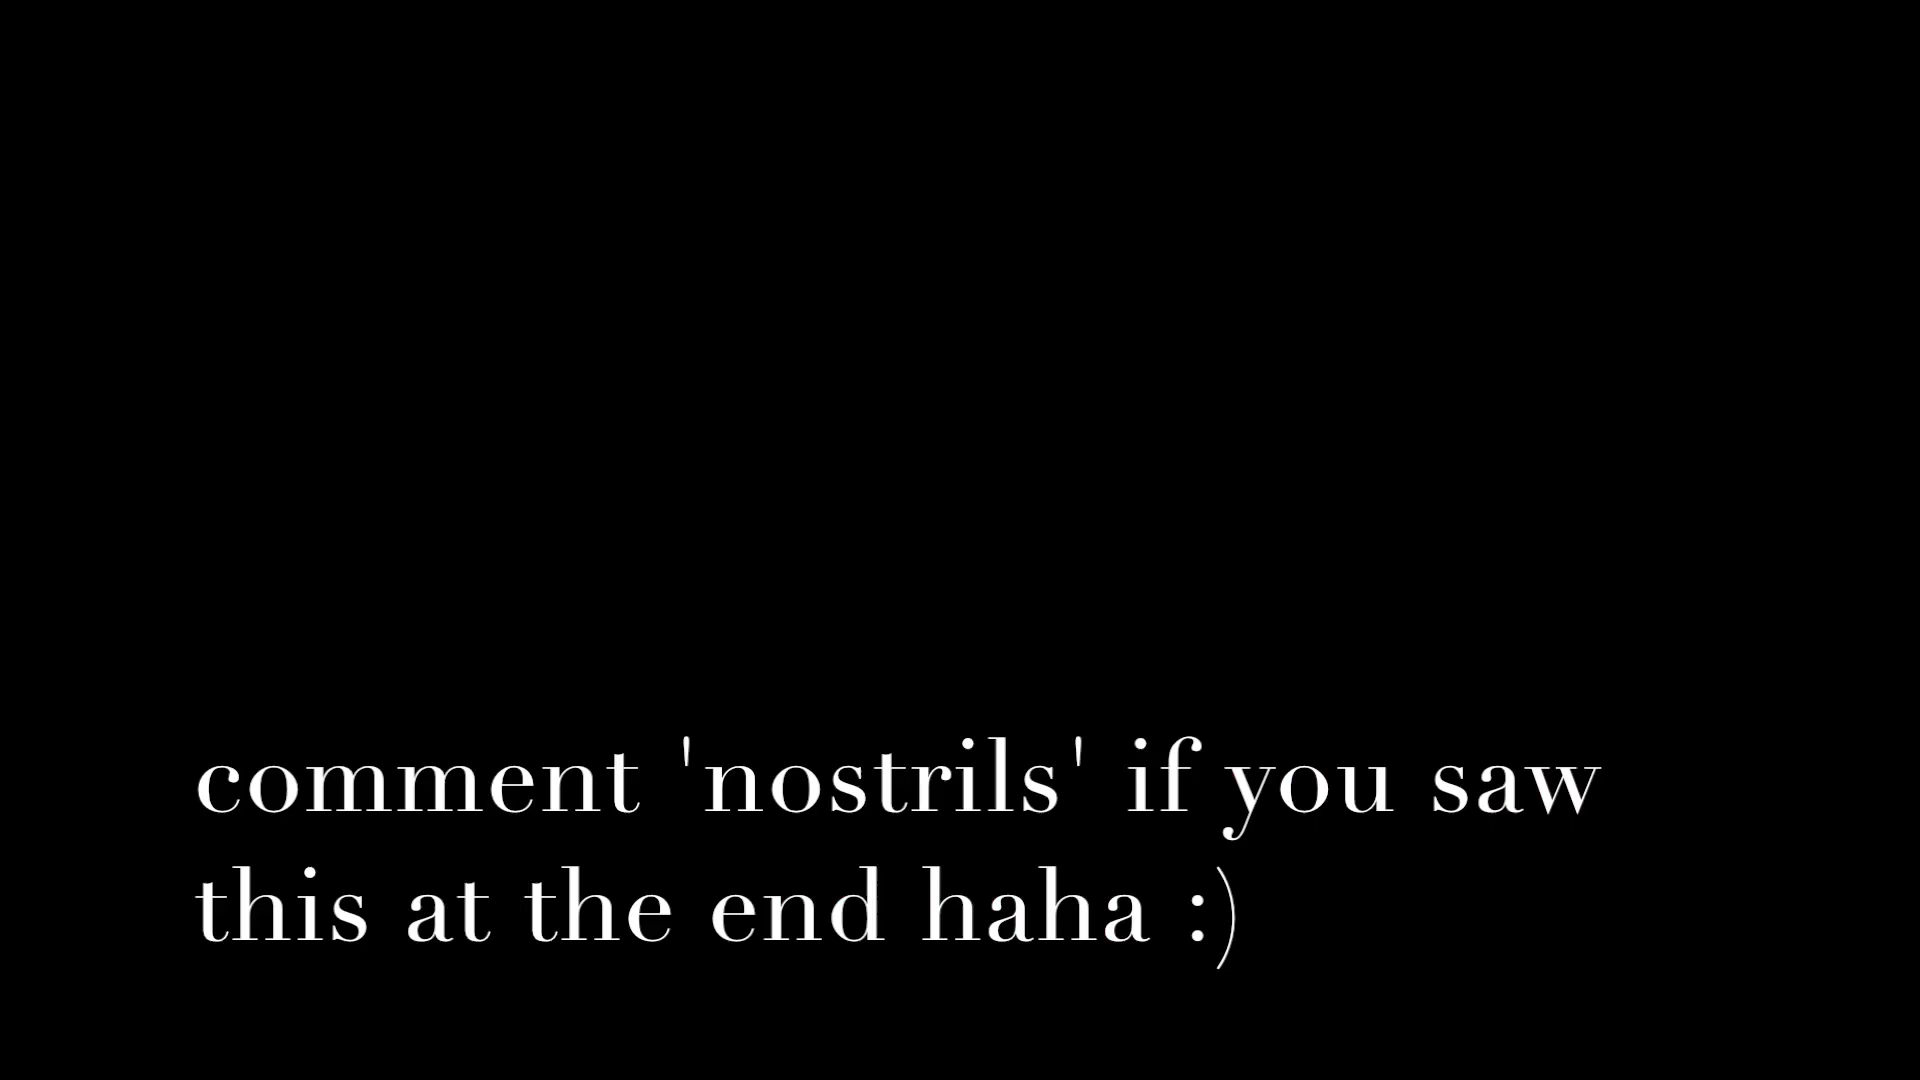 comment 'nostrils' if you saw
this at the end haha :)